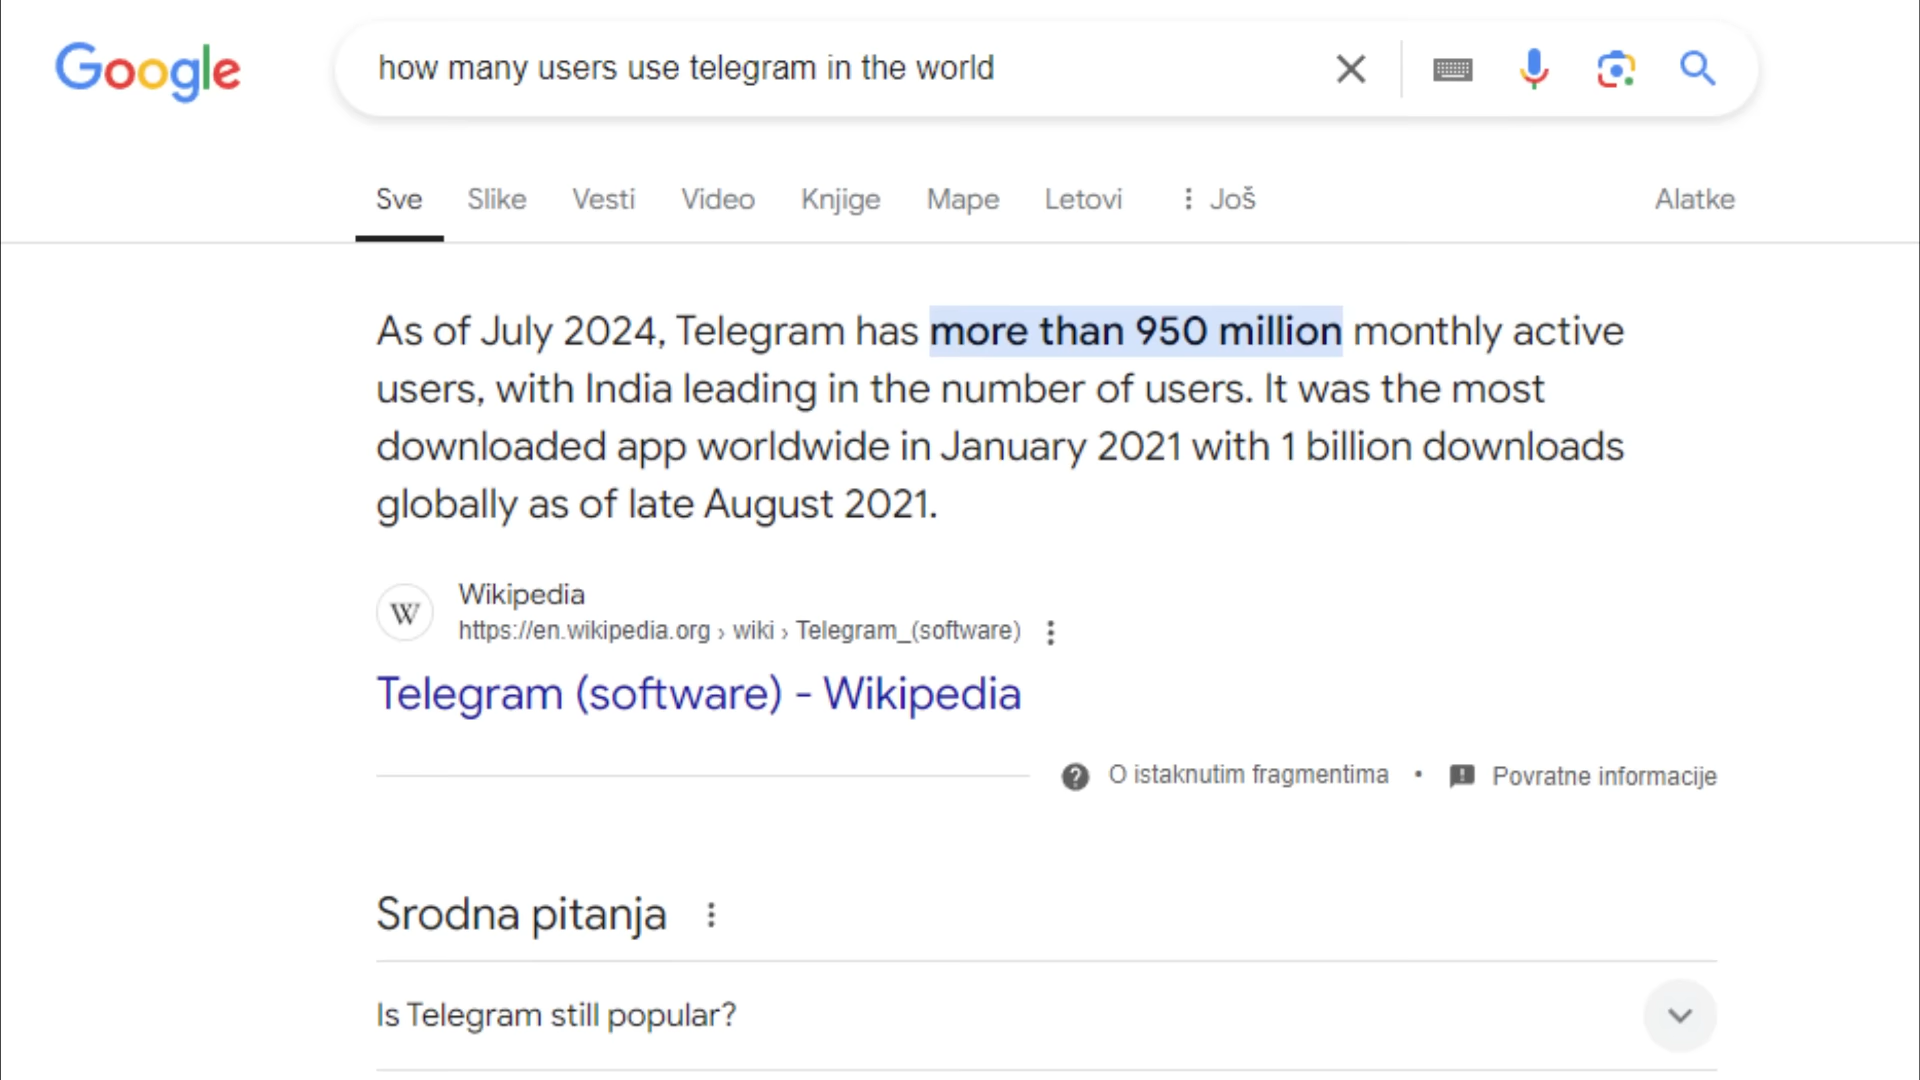 Google
how many users use telegram in the world
Sve Slike Vesti Video Knjige Mape Letovi Još Alatke
As of July 2024, Telegram has more than 950 million monthly active
users, with India leading in the number of users. It was the most
downloaded app worldwide in January 2021 with 1 billion downloads
globally as of late August 2021.
W
Wikipedia
https://en.wikipedia.org › wiki › Telegram_(software)
Telegram (software) - Wikipedia
O istaknutim fragmentima • Povratne informacije
Srodna pitanja
Is Telegram still popular?